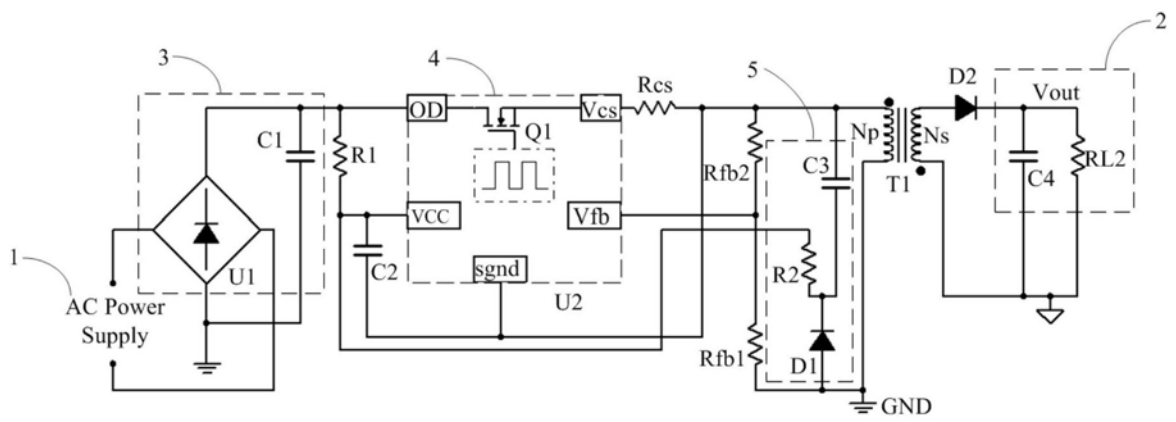 3
4
5
2
D2
Rcs
OD
Vcs
Vout
Q1
C1
R1
Np
Ns
Rfb2
C3
T1
C4
RL2
VCC
Vfb
1
C2
R2
sgnd
U1
U2
AC Power
Supply
Rfb1
D1
GND